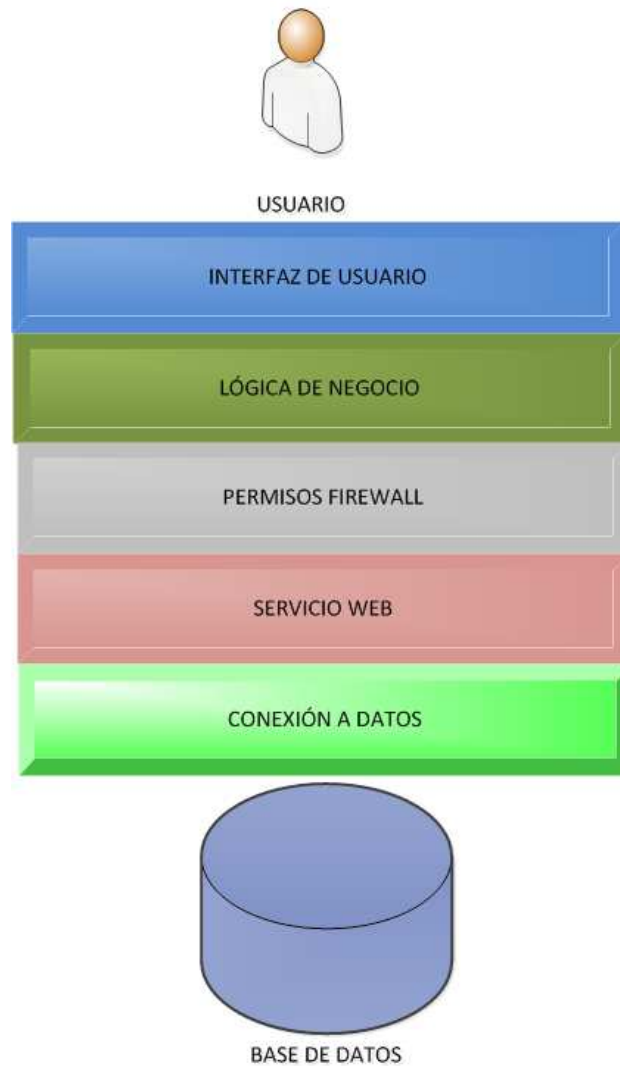 USUARIO
INTERFAZ DE USUARIO
LÓGICA DE NEGOCIO
PERMISOS FIREWALL
SERVICIO WEB
CONEXIÓN A DATOS
BASE DE DATOS